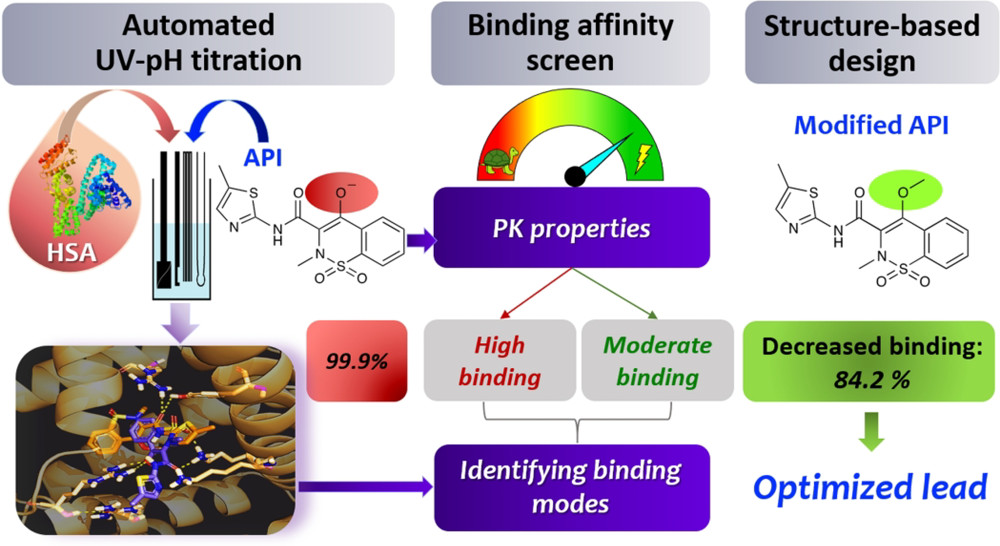 Automated
UV-pH titration
Binding affinity
screen
Structure-based
design
HSA
API
S
N
N
H
O
O⁻
N
S
O
O
PK properties
Modified API
S
N
N
H
O
O
N
S
O
O
99.9%
High
binding
Moderate
binding
Decreased binding:
84.2 %
Identifying binding
modes
Optimized lead